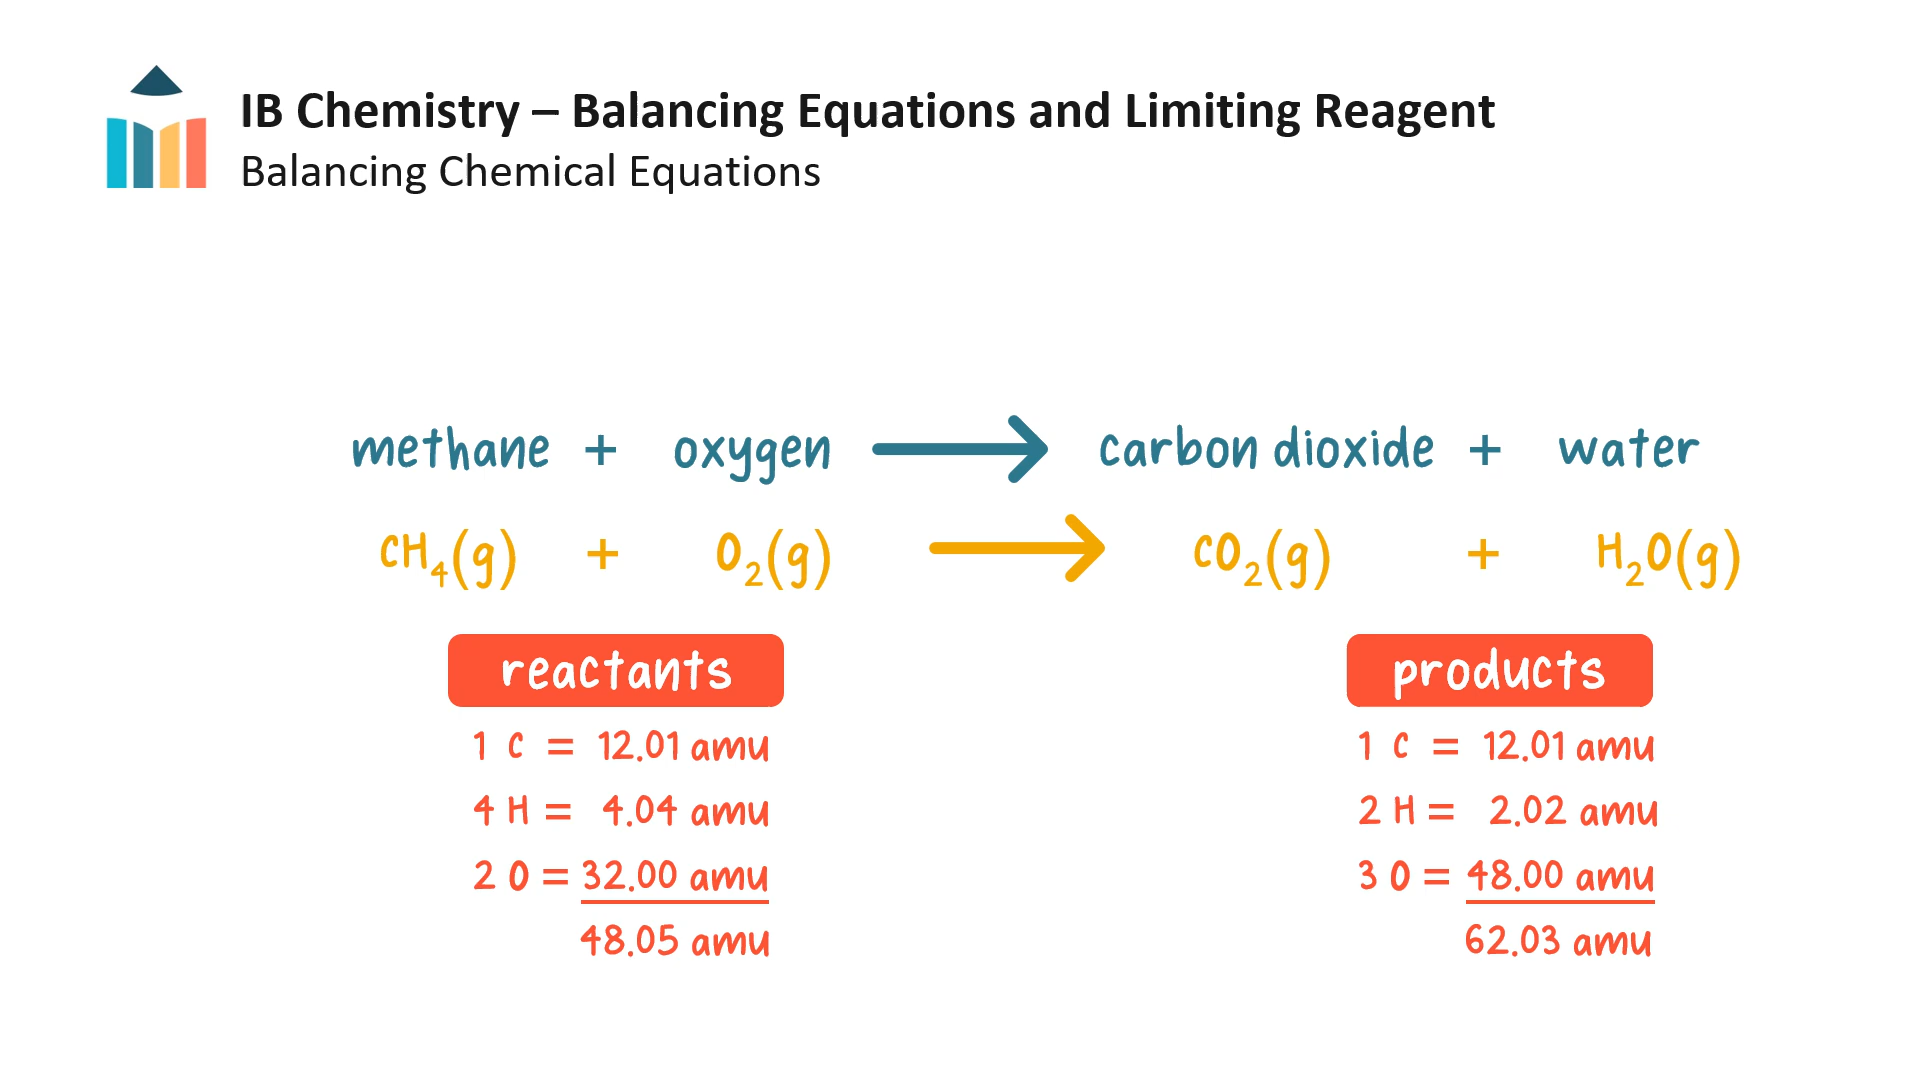 IB Chemistry – Balancing Equations and Limiting Reagent
Balancing Chemical Equations
methane + oxygen → carbon dioxide + water
CH₄(g) + O₂(g) → CO₂(g) + H₂O(g)
reactants products
1 C = 12.01 amu 1 C = 12.01 amu
4 H = 4.04 amu 2 H = 2.02 amu
2 O = 32.00 amu 3 O = 48.00 amu
48.05 amu 62.03 amu